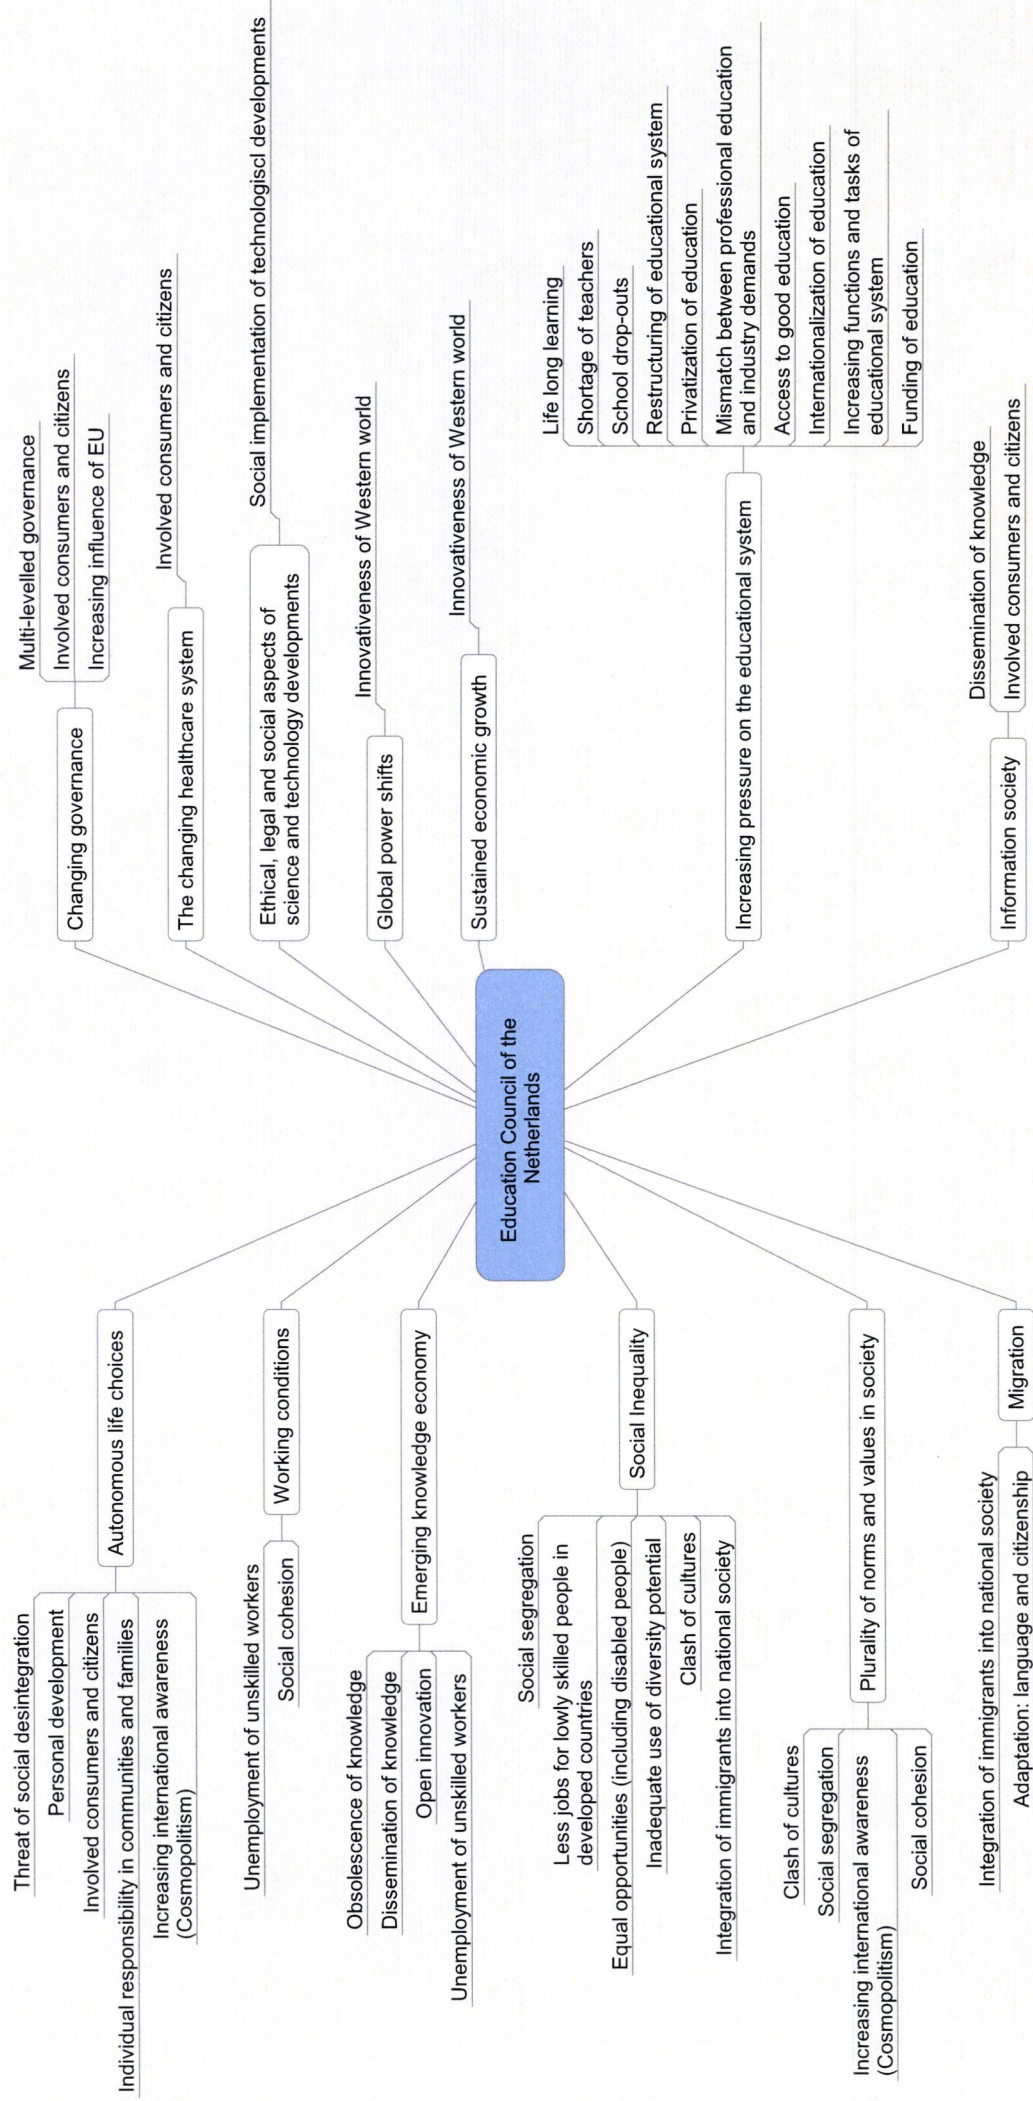 Education Council of the
Netherlands
Changing governance
Multi-levelled governance
Involved consumers and citizens
Increasing influence of EU
The changing healthcare system
Involved consumers and citizens
Ethical, legal and social aspects of
science and technology developments
Social implementation of technologiscl developments
Global power shifts
Innovativeness of Western world
Sustained economic growth
Innovativeness of Western world
Increasing pressure on the educational system
Life long learning
Shortage of teachers
School drop-outs
Restructuring of educational system
Privatization of education
Mismatch between professional education
and industry demands
Access to good education
Internationalization of education
Increasing functions and tasks of
educational system
Funding of education
Information society
Dissemination of knowledge
Involved consumers and citizens
Autonomous life choices
Threat of social desintegration
Personal development
Involved consumers and citizens
Individual responsibility in communities and families
Increasing international awareness
(Cosmopolitism)
Working conditions
Unemployment of unskilled workers
Social cohesion
Emerging knowledge economy
Obsolescence of knowledge
Dissemination of knowledge
Open innovation
Unemployment of unskilled workers
Social Inequality
Social segregation
Less jobs for lowly skilled people in
developed countries
Equal opportunities (including disabled people)
Inadequate use of diversity potential
Clash of cultures
Integration of immigrants into national society
Plurality of norms and values in society
Clash of cultures
Social segregation
Increasing international awareness
(Cosmopolitism)
Social cohesion
Migration
Integration of immigrants into national society
Adaptation: language and citizenship